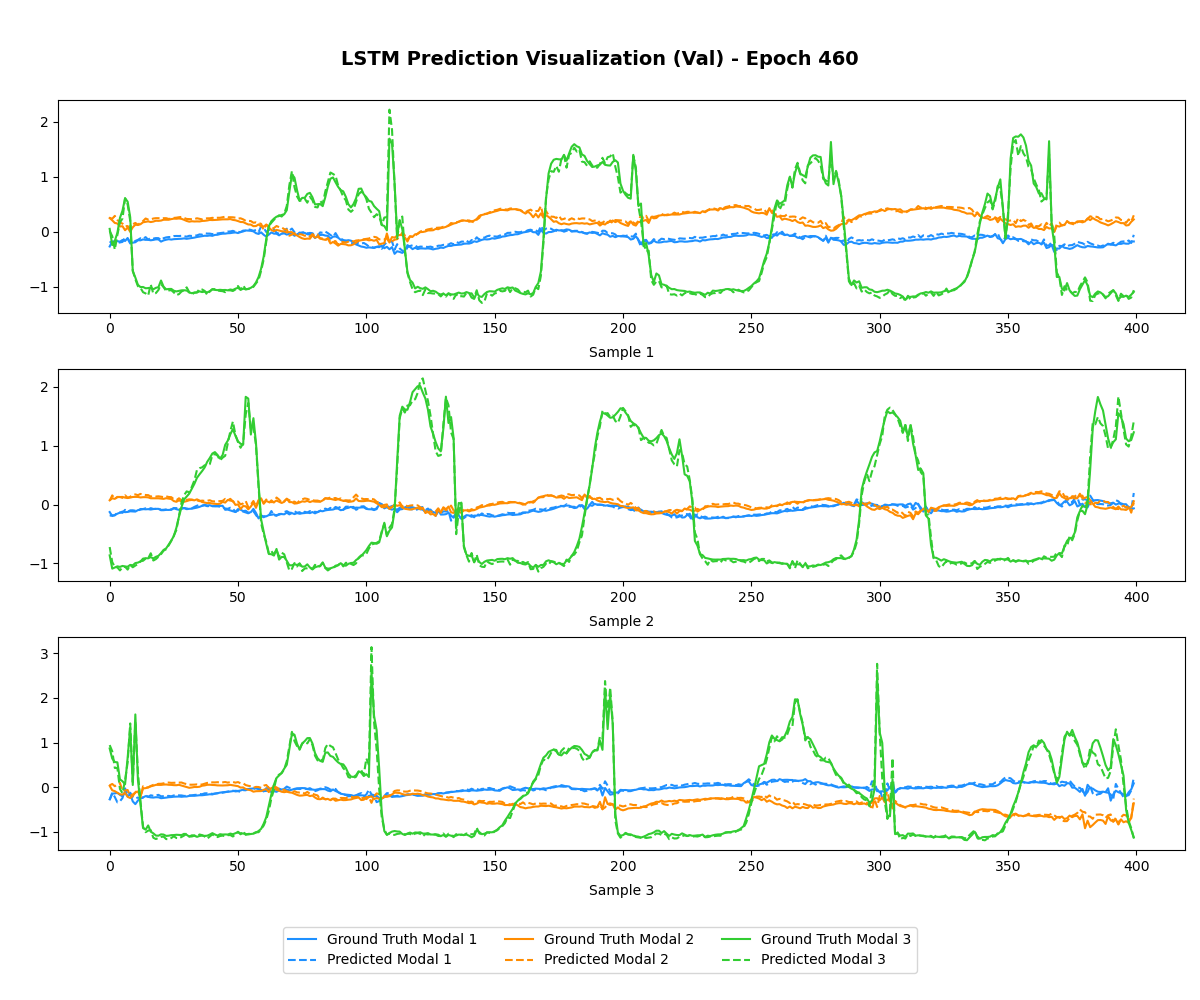 LSTM Prediction Visualization (Val) - Epoch 460
2
1
0
−1
0 50 100 150 200 250 300 350 400
Sample 1
2
1
0
−1
0 50 100 150 200 250 300 350 400
Sample 2
3
2
1
0
−1
0 50 100 150 200 250 300 350 400
Sample 3
Ground Truth Modal 1 Ground Truth Modal 2 Ground Truth Modal 3
Predicted Modal 1 Predicted Modal 2 Predicted Modal 3